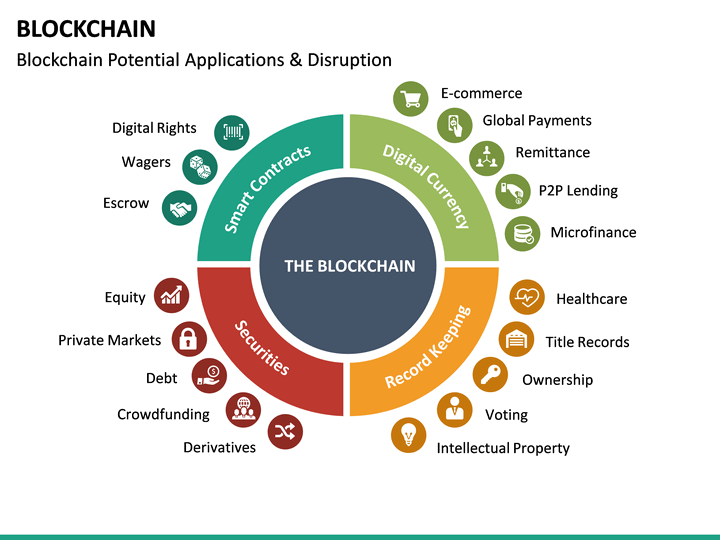 BLOCKCHAIN
Blockchain Potential Applications & Disruption
Digital Rights
Wagers
Escrow
Smart Contracts
E-commerce
Global Payments
Remittance
P2P Lending
Microfinance
Digital Currency
THE BLOCKCHAIN
Equity
Private Markets
Debt
Crowdfunding
Derivatives
Securities
Healthcare
Title Records
Ownership
Voting
Intellectual Property
Record Keeping